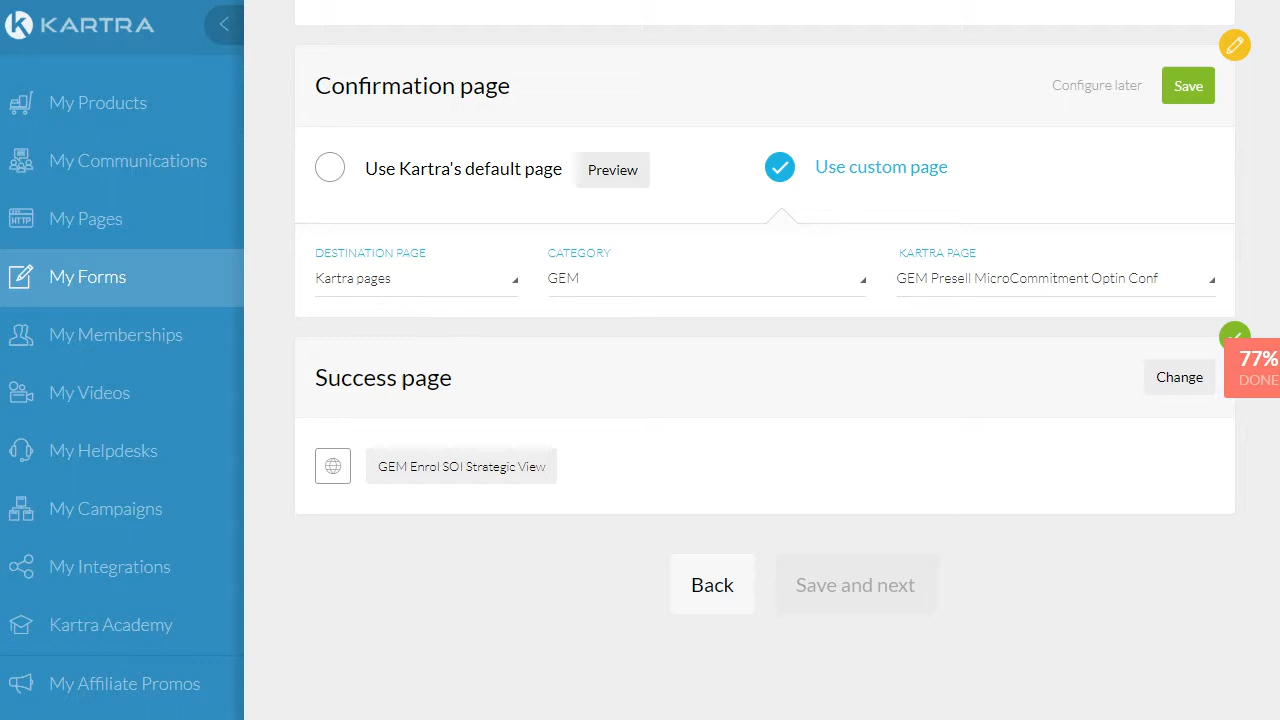 KARTRA
My Products
My Communications
HTTP
My Pages
My Forms
My Memberships
My Videos
My Helpdesks
My Campaigns
My Integrations
Kartra Academy
My Affiliate Promos
Confirmation page
Configure later
Save
Use Kartra's default page
Preview
Use custom page
DESTINATION PAGE
CATEGORY
KARTRA PAGE
Kartra pages
GEM
GEM Presell MicroCommitment Optin Conf
Success page
Change
77%
DONE
GEM Enrol SOI Strategic View
Back
Save and next